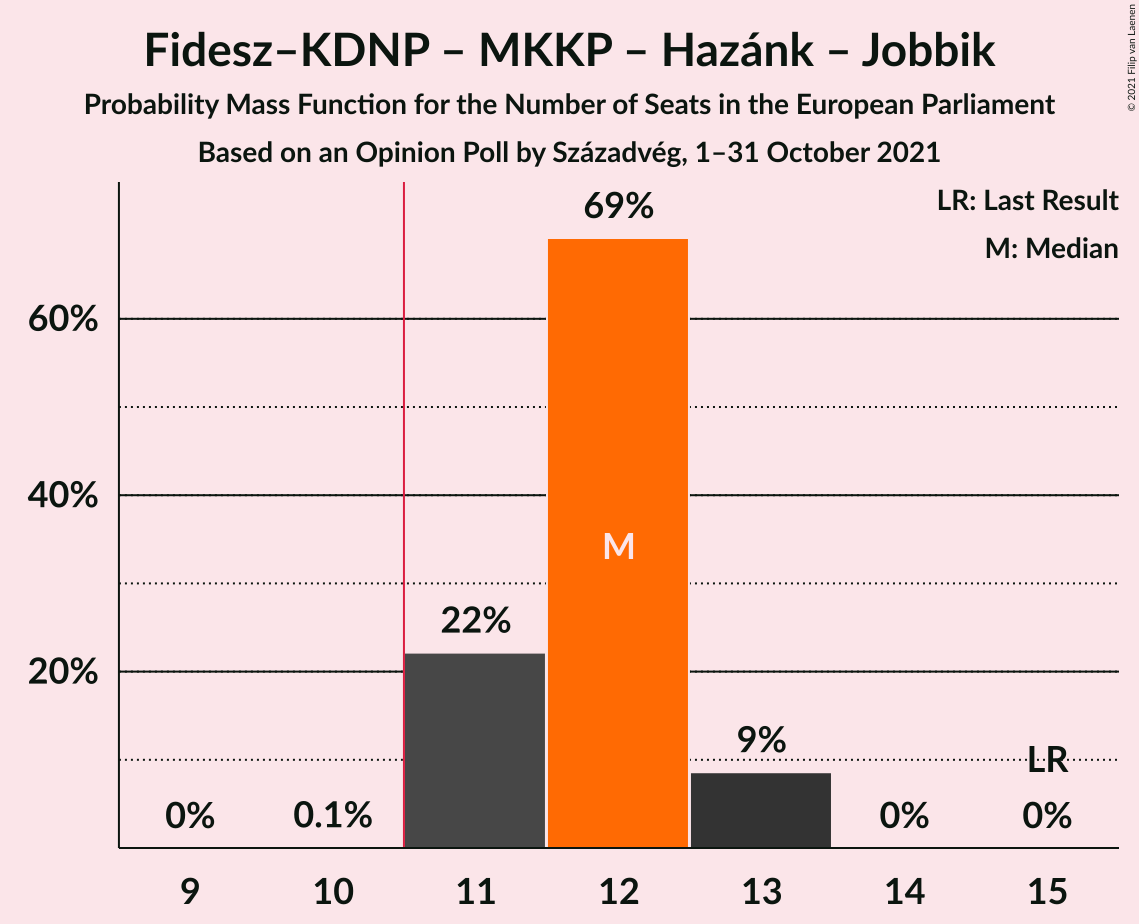 Fidesz–KDNP – MKKP – Hazánk – Jobbik
Probability Mass Function for the Number of Seats in the European Parliament
Based on an Opinion Poll by Századvég, 1–31 October 2021
© 2021 Filip van Laenen
LR: Last Result
M: Median
60%
40%
20%
0%
0.1%
22%
69%
M
9%
0%
LR
0%
9 10 11 12 13 14 15